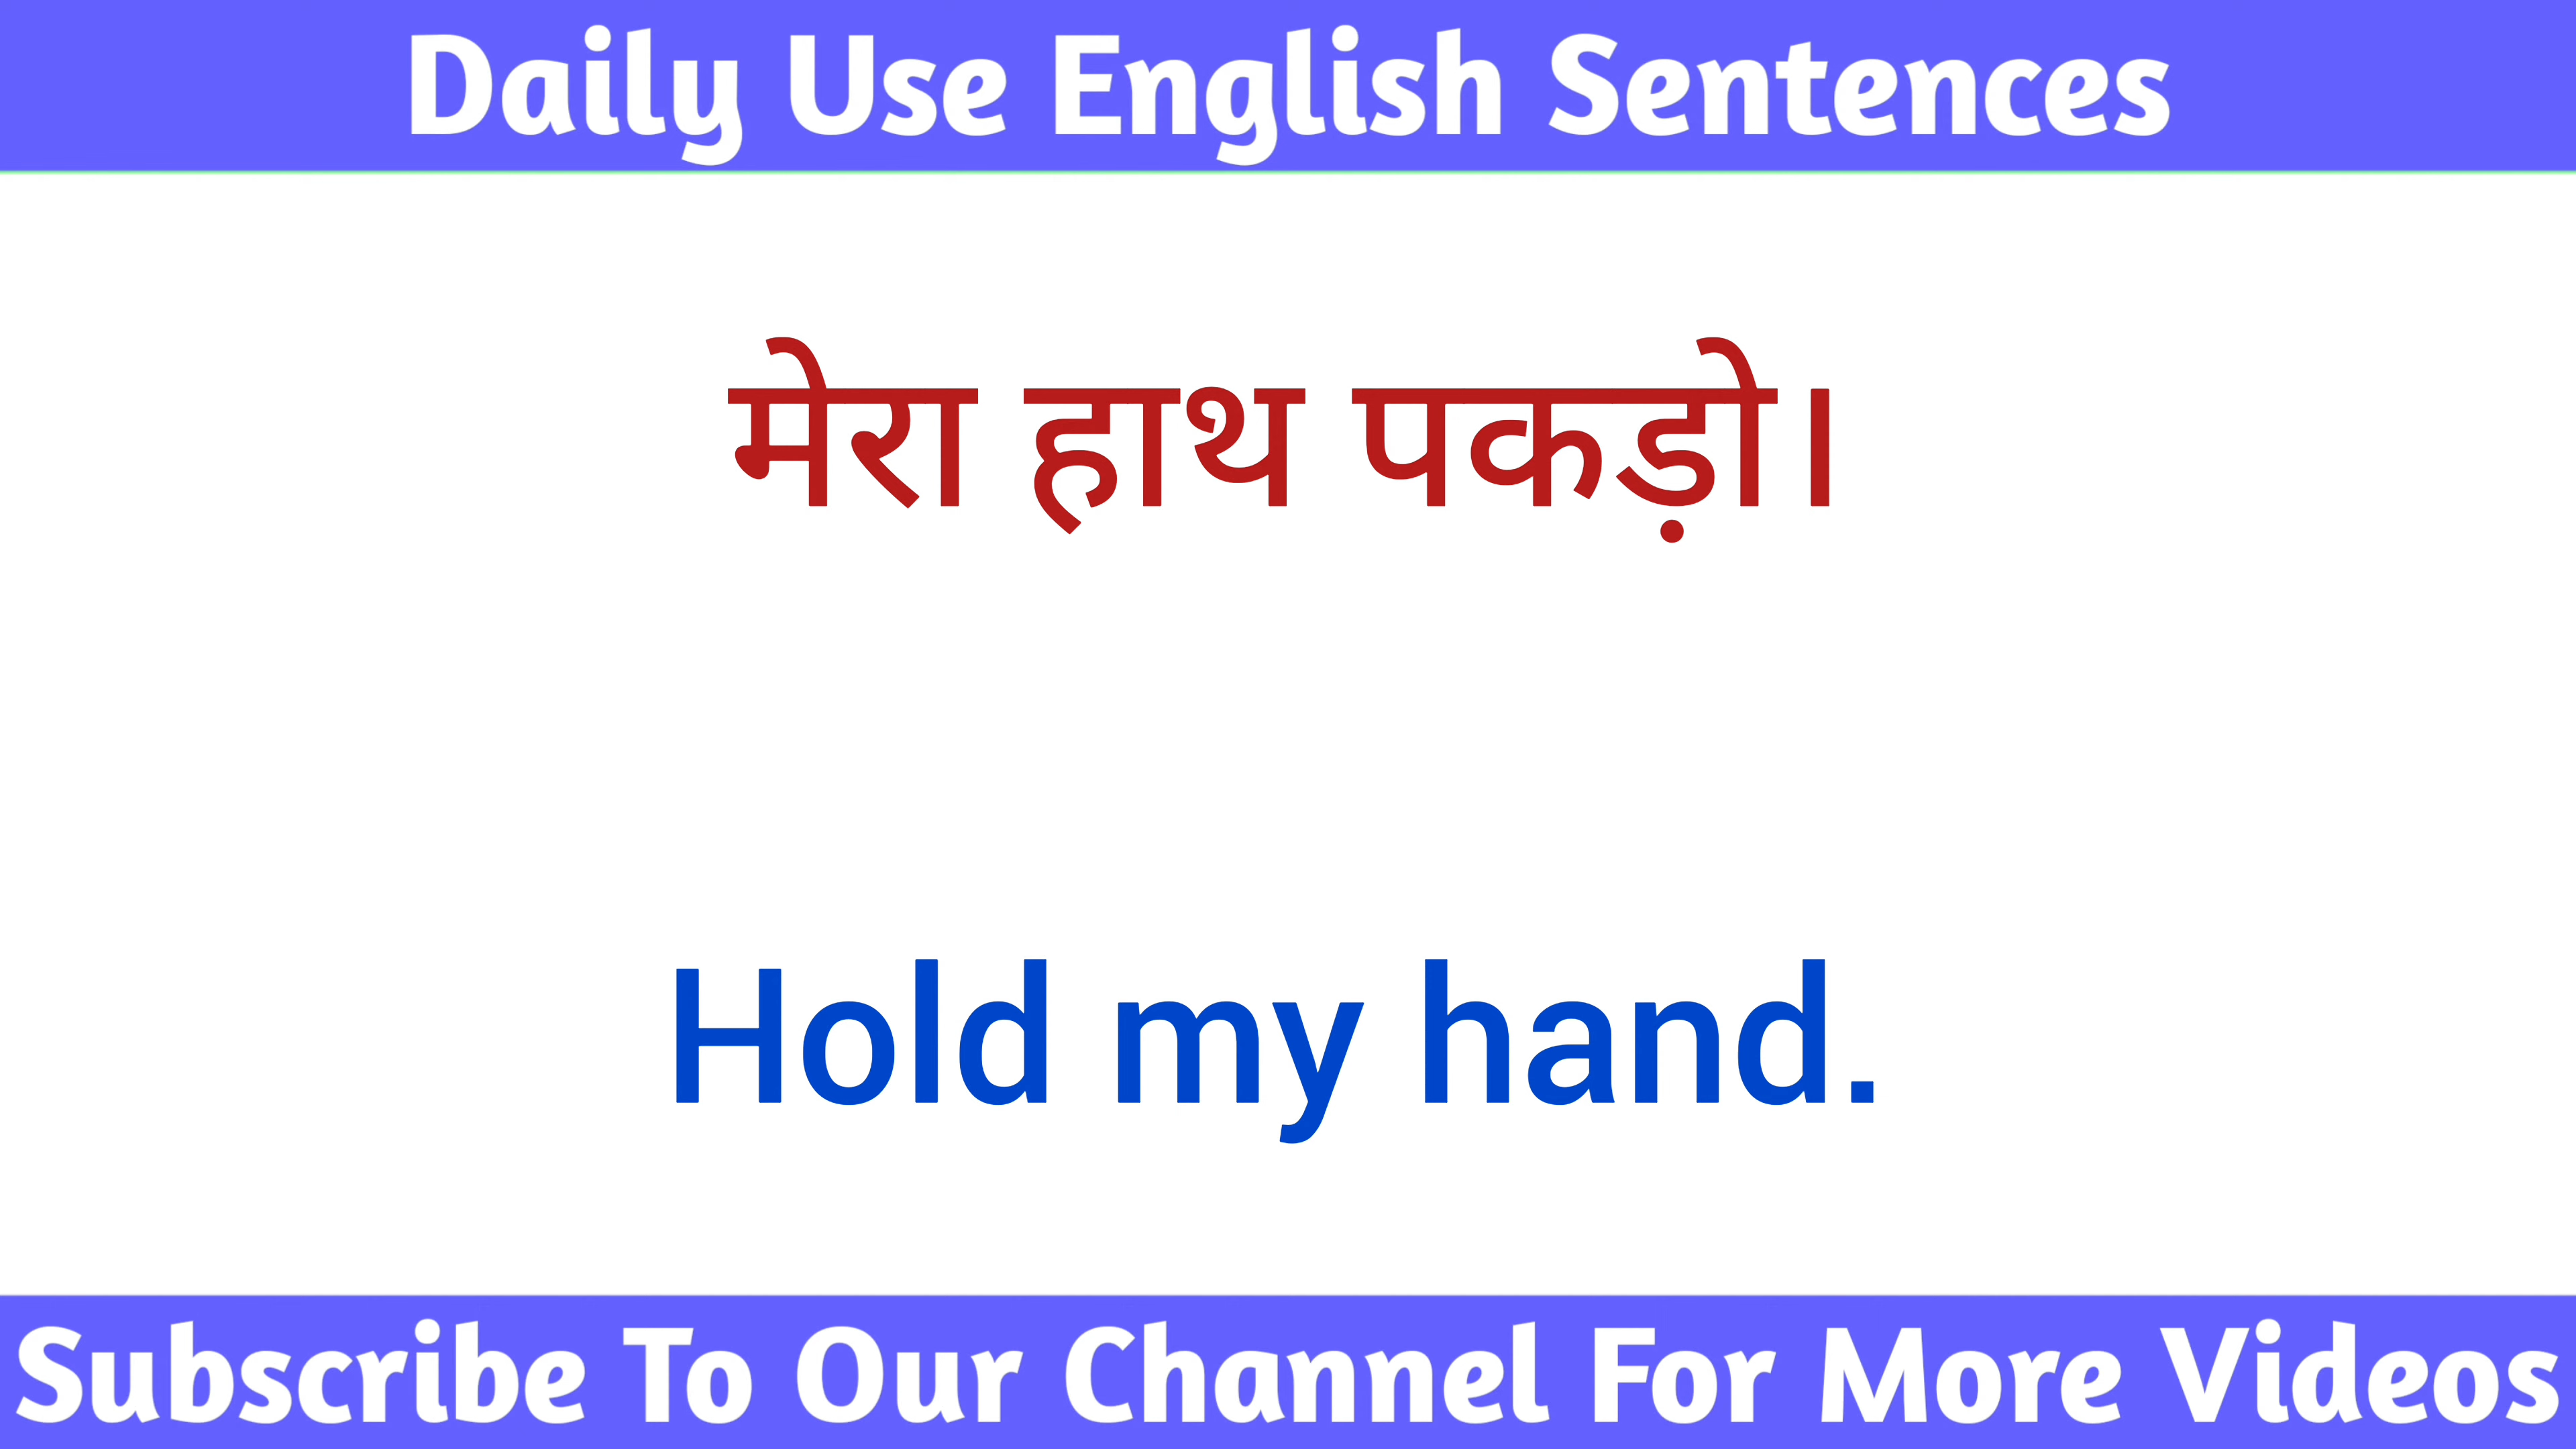 Daily Use English Sentences
मेरा हाथ पकड़ो।
Hold my hand.
Subscribe To Our Channel For More Videos